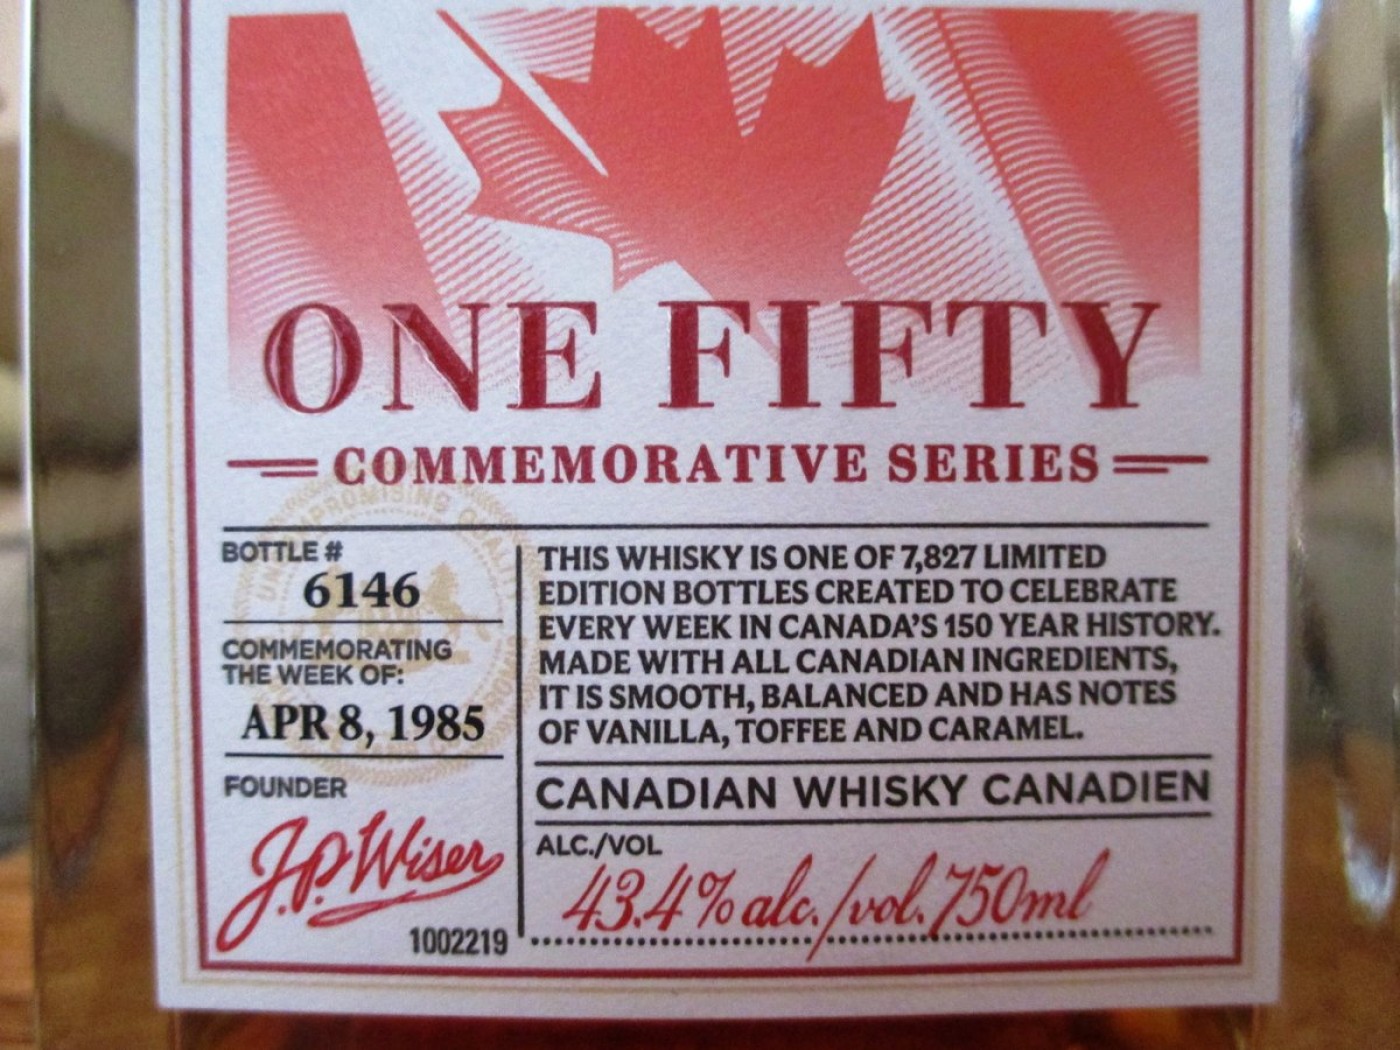 ONE FIFTY
COMMEMORATIVE SERIES
BOTTLE #
6146
COMMEMORATING
THE WEEK OF:
APR 8, 1985
FOUNDER
J.P. Wiser
1002219
THIS WHISKY IS ONE OF 7,827 LIMITED
EDITION BOTTLES CREATED TO CELEBRATE
EVERY WEEK IN CANADA'S 150 YEAR HISTORY.
MADE WITH ALL CANADIAN INGREDIENTS,
IT IS SMOOTH, BALANCED AND HAS NOTES
OF VANILLA, TOFFEE AND CARAMEL.
CANADIAN WHISKY CANADIEN
ALC./VOL
43.4% alc./vol. 750ml